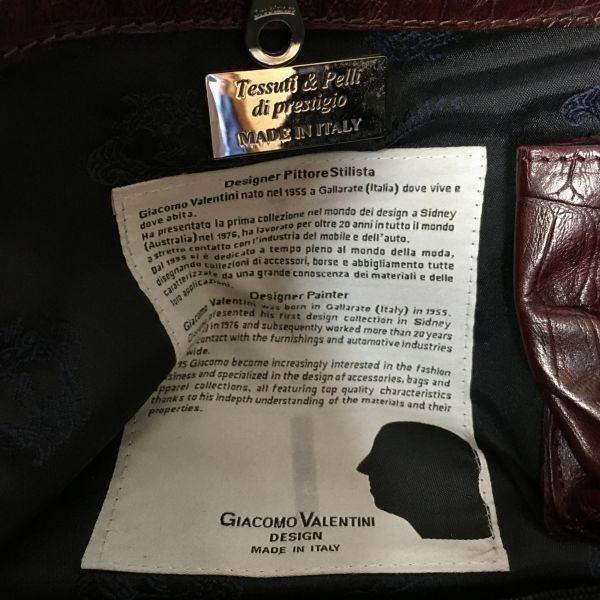 Tessuti & Pelli
di prestigio
MADE IN ITALY
Designer Pittore Stilista
Giacomo Valentini nato nel 1955 a Gallarate (Italia) dove vive e
dove abita.
Ha presentato la prima collezione nel mondo dei design a Sidney
(Australia) nel 1976, ha lavorato per oltre 20 anni in tutto il mondo
a stretto contatto con l'industria del mobile e dell'auto.
Dal 1995 si è dedicato a tempo pieno al mondo della moda,
disegnando collezioni di accessori, borse e abbigliamento tutte
caratterizzate da una grande conoscenza dei materiali e delle
loro applicazioni.
Designer Painter
Giacomo Valentini was born in Gallarate (Italy) in 1955.
presented his first design collection in Sidney
in 1976 and subsequently worked more than 20 years
contact with the furnishings and automotive industries
wide.
95 Giacomo become increasingly interested in the fashion
siness and specialized in the design of accessories, bags and
apparel collections, all featuring top quality characteristics
thanks to his indepth understanding of the materials and their
properties.
GIACOMO VALENTINI
DESIGN
MADE IN ITALY